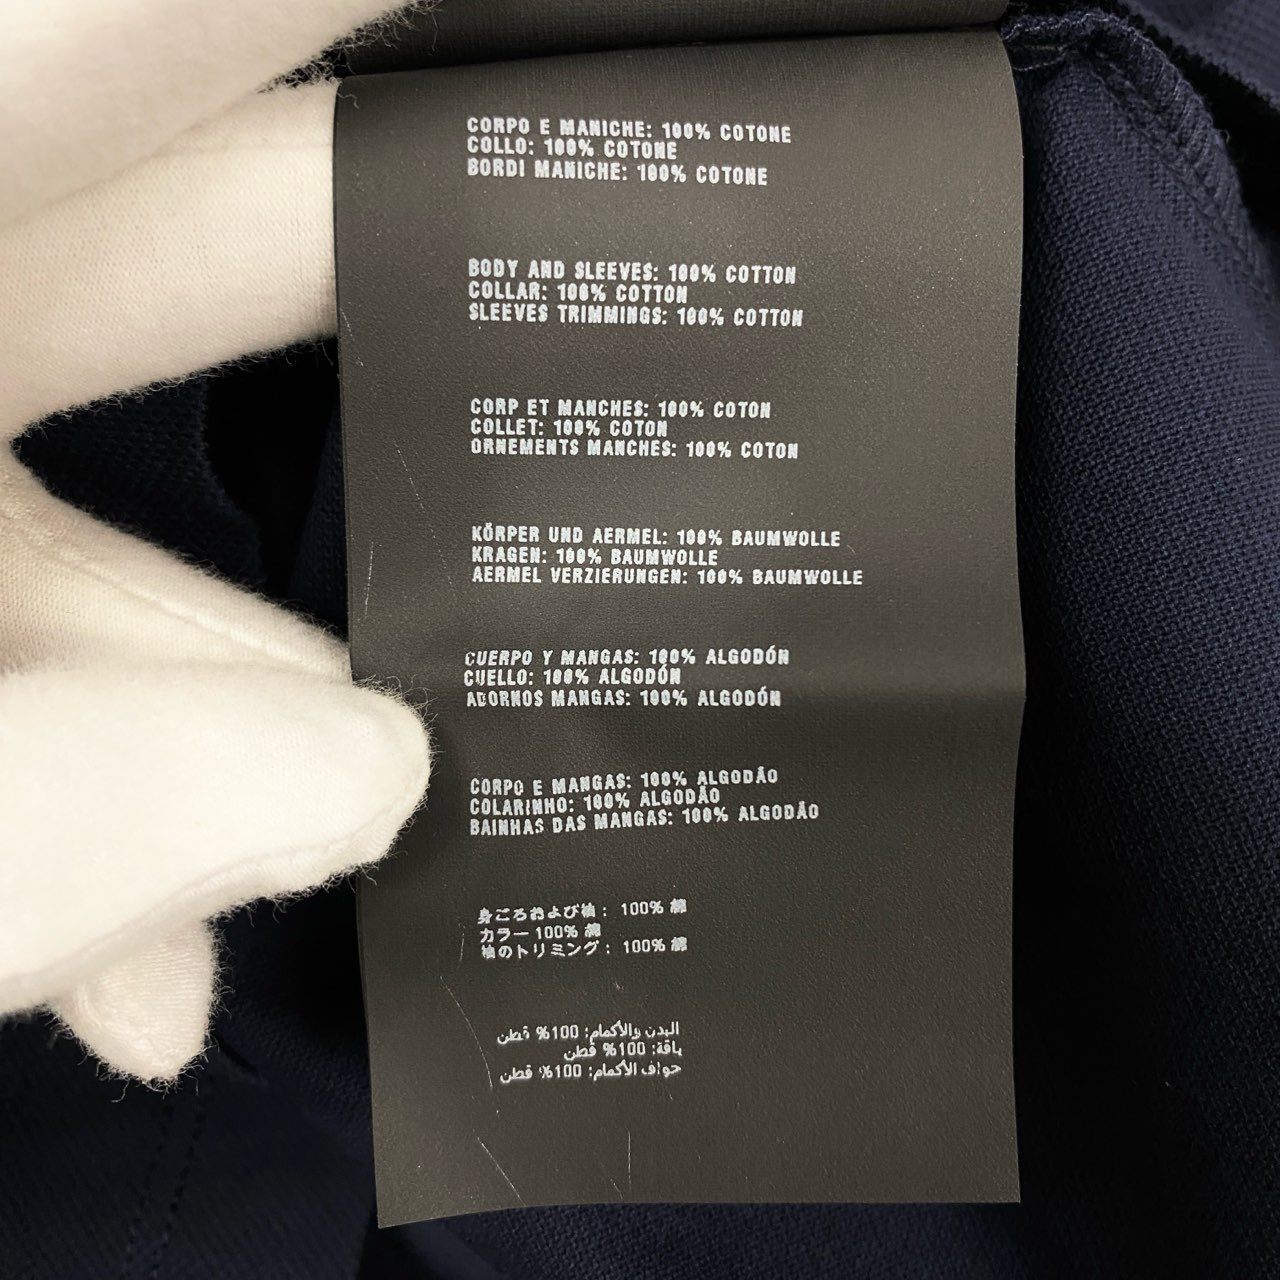 CORPO E MANICHE: 100% COTONE
COLLO: 100% COTONE
BORDI MANICHE: 100% COTONE
BODY AND SLEEVES: 100% COTTON
COLLAR: 100% COTTON
SLEEVES TRIMMINGS: 100% COTTON
CORP ET MANCHES: 100% COTON
COLLET: 100% COTON
ORNEMENTS MANCHES: 100% COTON
KÖRPER UND AERMEL: 100% BAUMWOLLE
KRAGEN: 100% BAUMWOLLE
AERMEL VERZIERUNGEN: 100% BAUMWOLLE
CUERPO Y MANGAS: 100% ALGODÓN
CUELLO: 100% ALGODÓN
ADORNOS MANGAS: 100% ALGODÓN
CORPO E MANGAS: 100% ALGODÃO
COLARINHO: 100% ALGODÃO
BAINHAS DAS MANGAS: 100% ALGODÃO
身ごろおよび袖： 100% 綿
カラー 100% 綿
袖のトリミング： 100% 綿
البدن والأكمام: 100% قطن
ياقة: 100% قطن
حواف الأكمام: 100% قطن